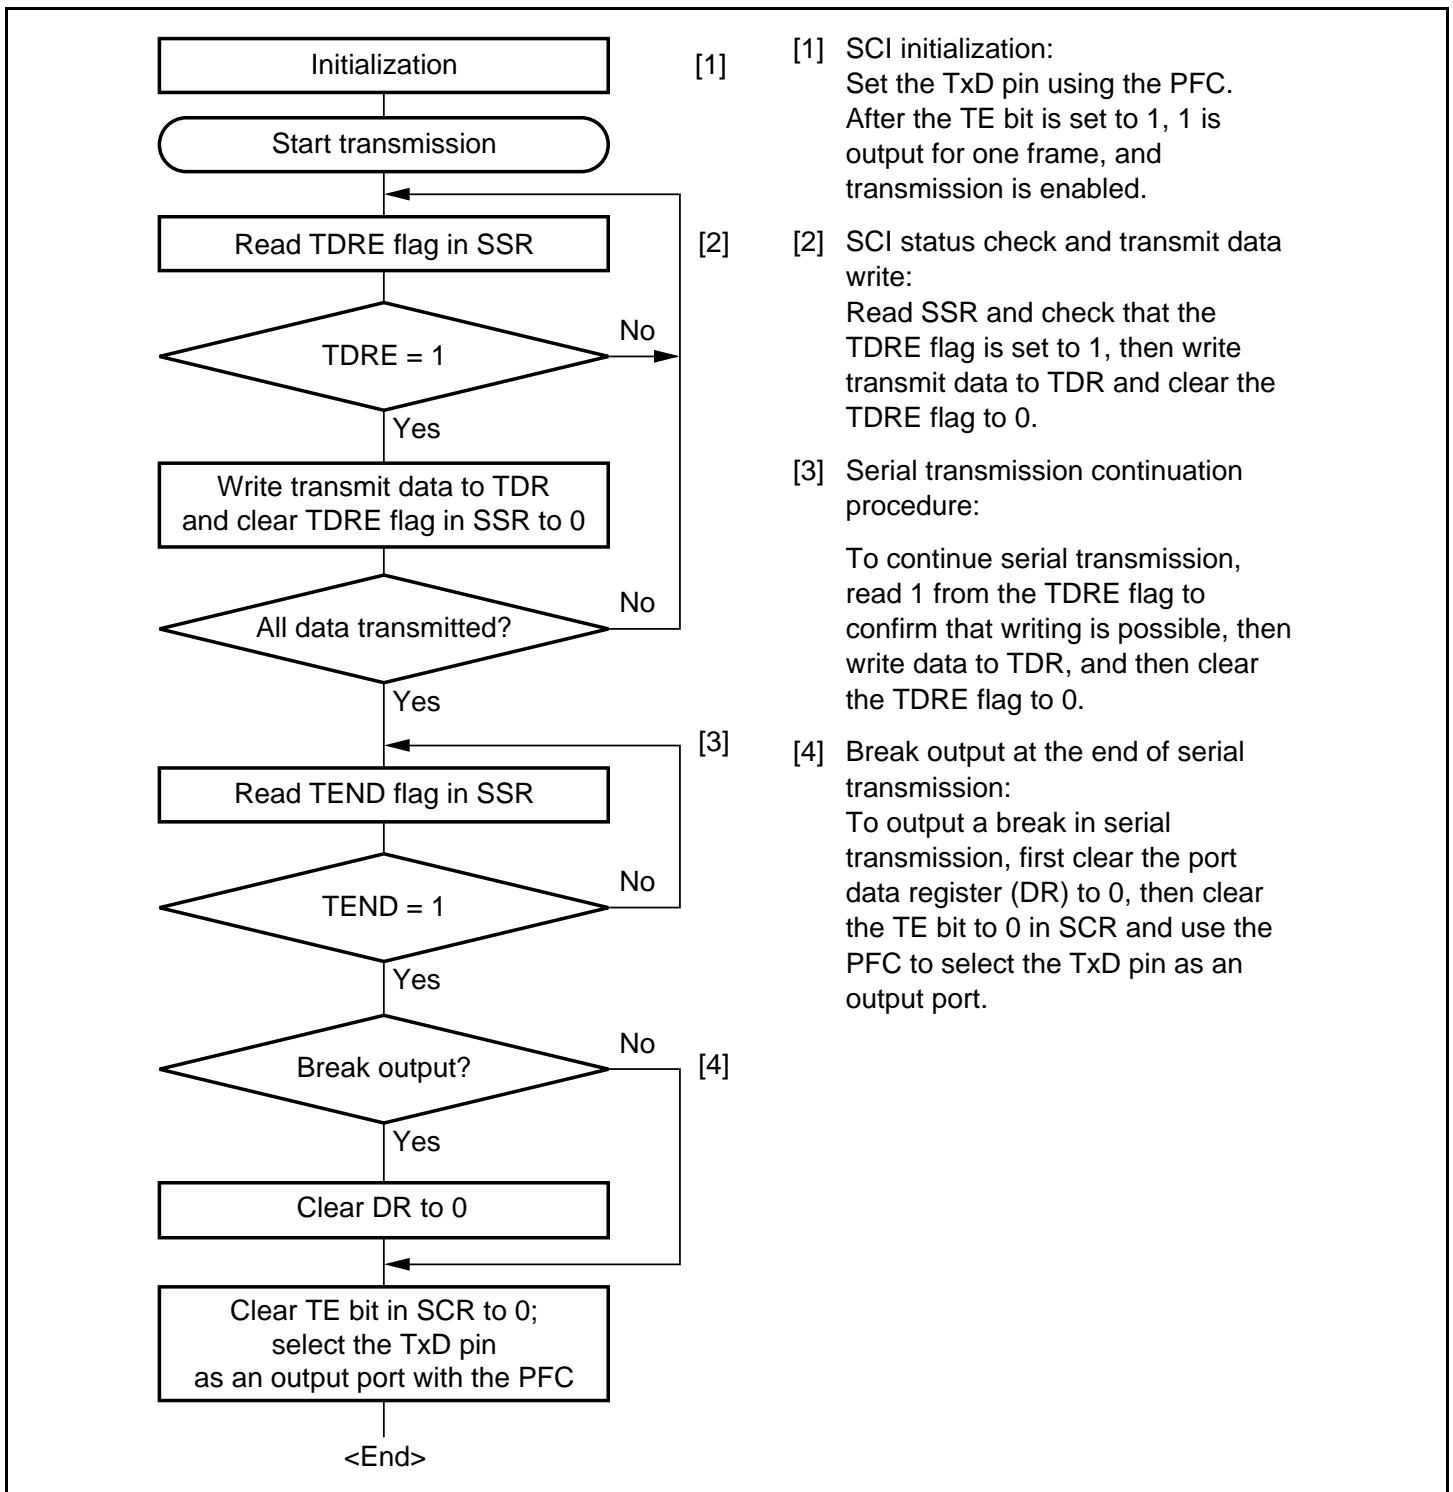 Initialization
[1]
Start transmission
Read TDRE flag in SSR
[2]
TDRE = 1
No
Yes
Write transmit data to TDR
and clear TDRE flag in SSR to 0
All data transmitted?
No
Yes
[3]
Read TEND flag in SSR
TEND = 1
No
Yes
Break output?
No
[4]
Yes
Clear DR to 0
Clear TE bit in SCR to 0;
select the TxD pin
as an output port with the PFC
<End>
[1] SCI initialization:
Set the TxD pin using the PFC.
After the TE bit is set to 1, 1 is
output for one frame, and
transmission is enabled.
[2] SCI status check and transmit data
write:
Read SSR and check that the
TDRE flag is set to 1, then write
transmit data to TDR and clear the
TDRE flag to 0.
[3] Serial transmission continuation
procedure:
To continue serial transmission,
read 1 from the TDRE flag to
confirm that writing is possible, then
write data to TDR, and then clear
the TDRE flag to 0.
[4] Break output at the end of serial
transmission:
To output a break in serial
transmission, first clear the port
data register (DR) to 0, then clear
the TE bit to 0 in SCR and use the
PFC to select the TxD pin as an
output port.